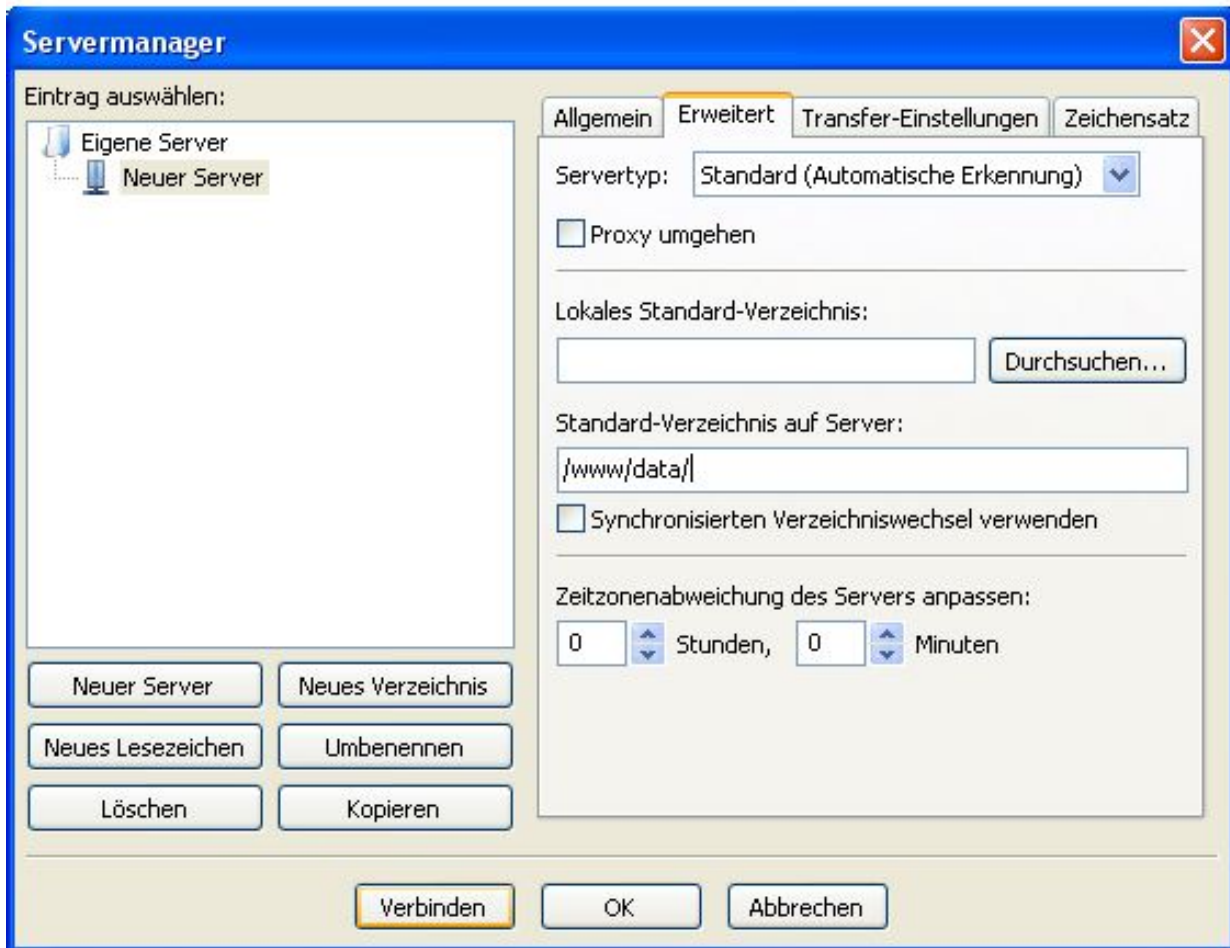 Servermanager
Eintrag auswählen:
Eigene Server
Neuer Server
Neuer Server
Neues Verzeichnis
Neues Lesezeichen
Umbenennen
Löschen
Kopieren
Allgemein
Erweitert
Transfer-Einstellungen
Zeichensatz
Servertyp:
Standard (Automatische Erkennung)
Proxy umgehen
Lokales Standard-Verzeichnis:
Durchsuchen...
Standard-Verzeichnis auf Server:
/www/data/
Synchronisierten Verzeichniswechsel verwenden
Zeitzonenabweichung des Servers anpassen:
0 Stunden, 0 Minuten
Verbinden
OK
Abbrechen